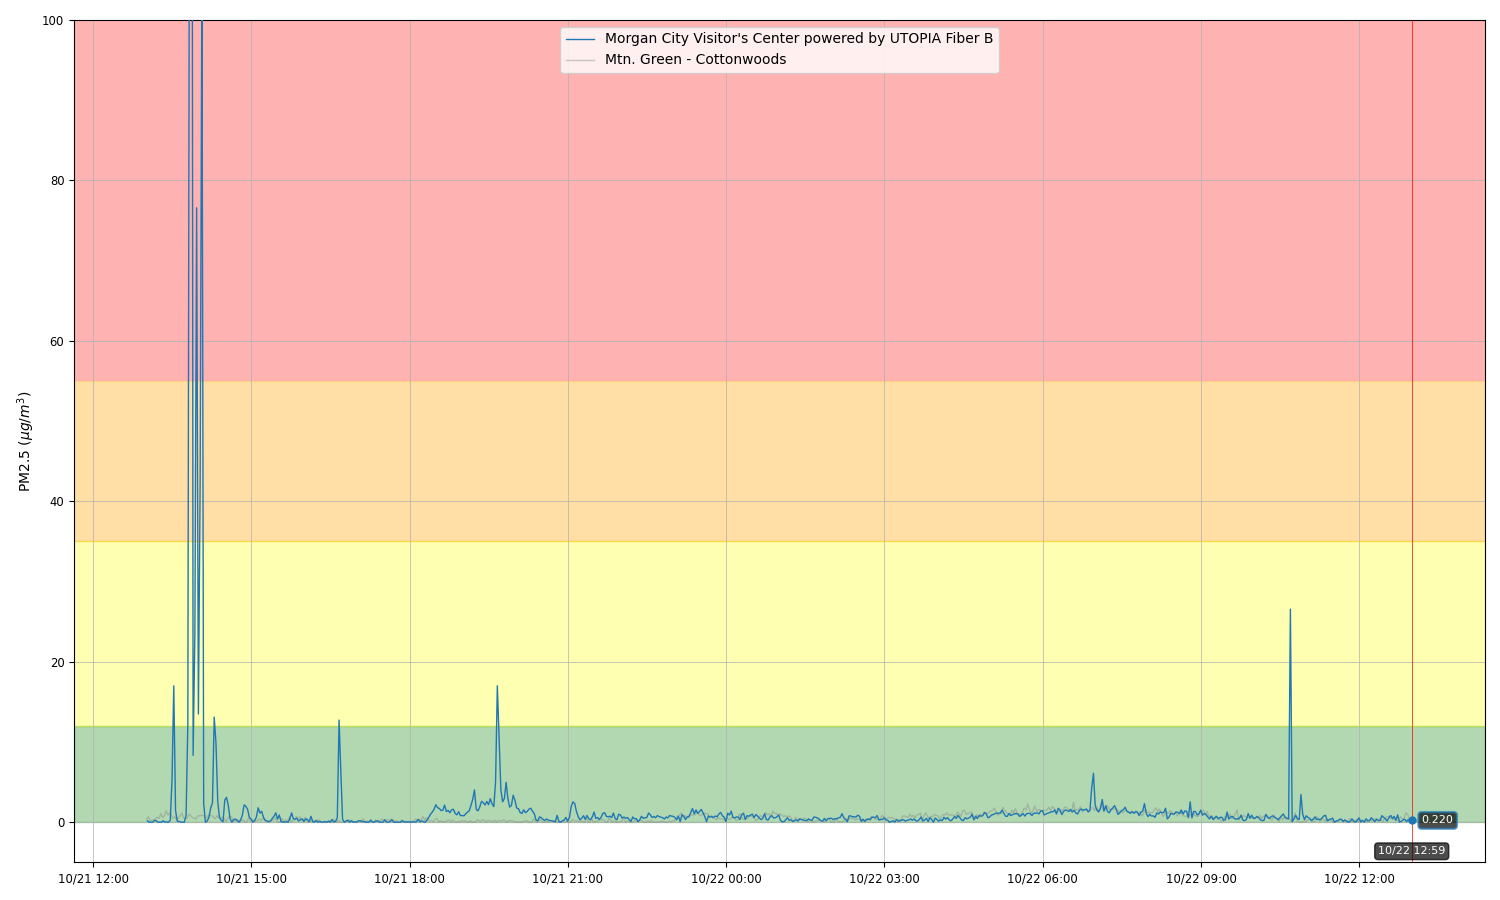 Morgan City Visitor's Center powered by UTOPIA Fiber B
Mtn. Green - Cottonwoods
100
80
60
40
20
0
PM2.5 (µg/m³)
0.220
10/22 12:59
10/21 12:00 10/21 15:00 10/21 18:00 10/21 21:00 10/22 00:00 10/22 03:00 10/22 06:00 10/22 09:00 10/22 12:00